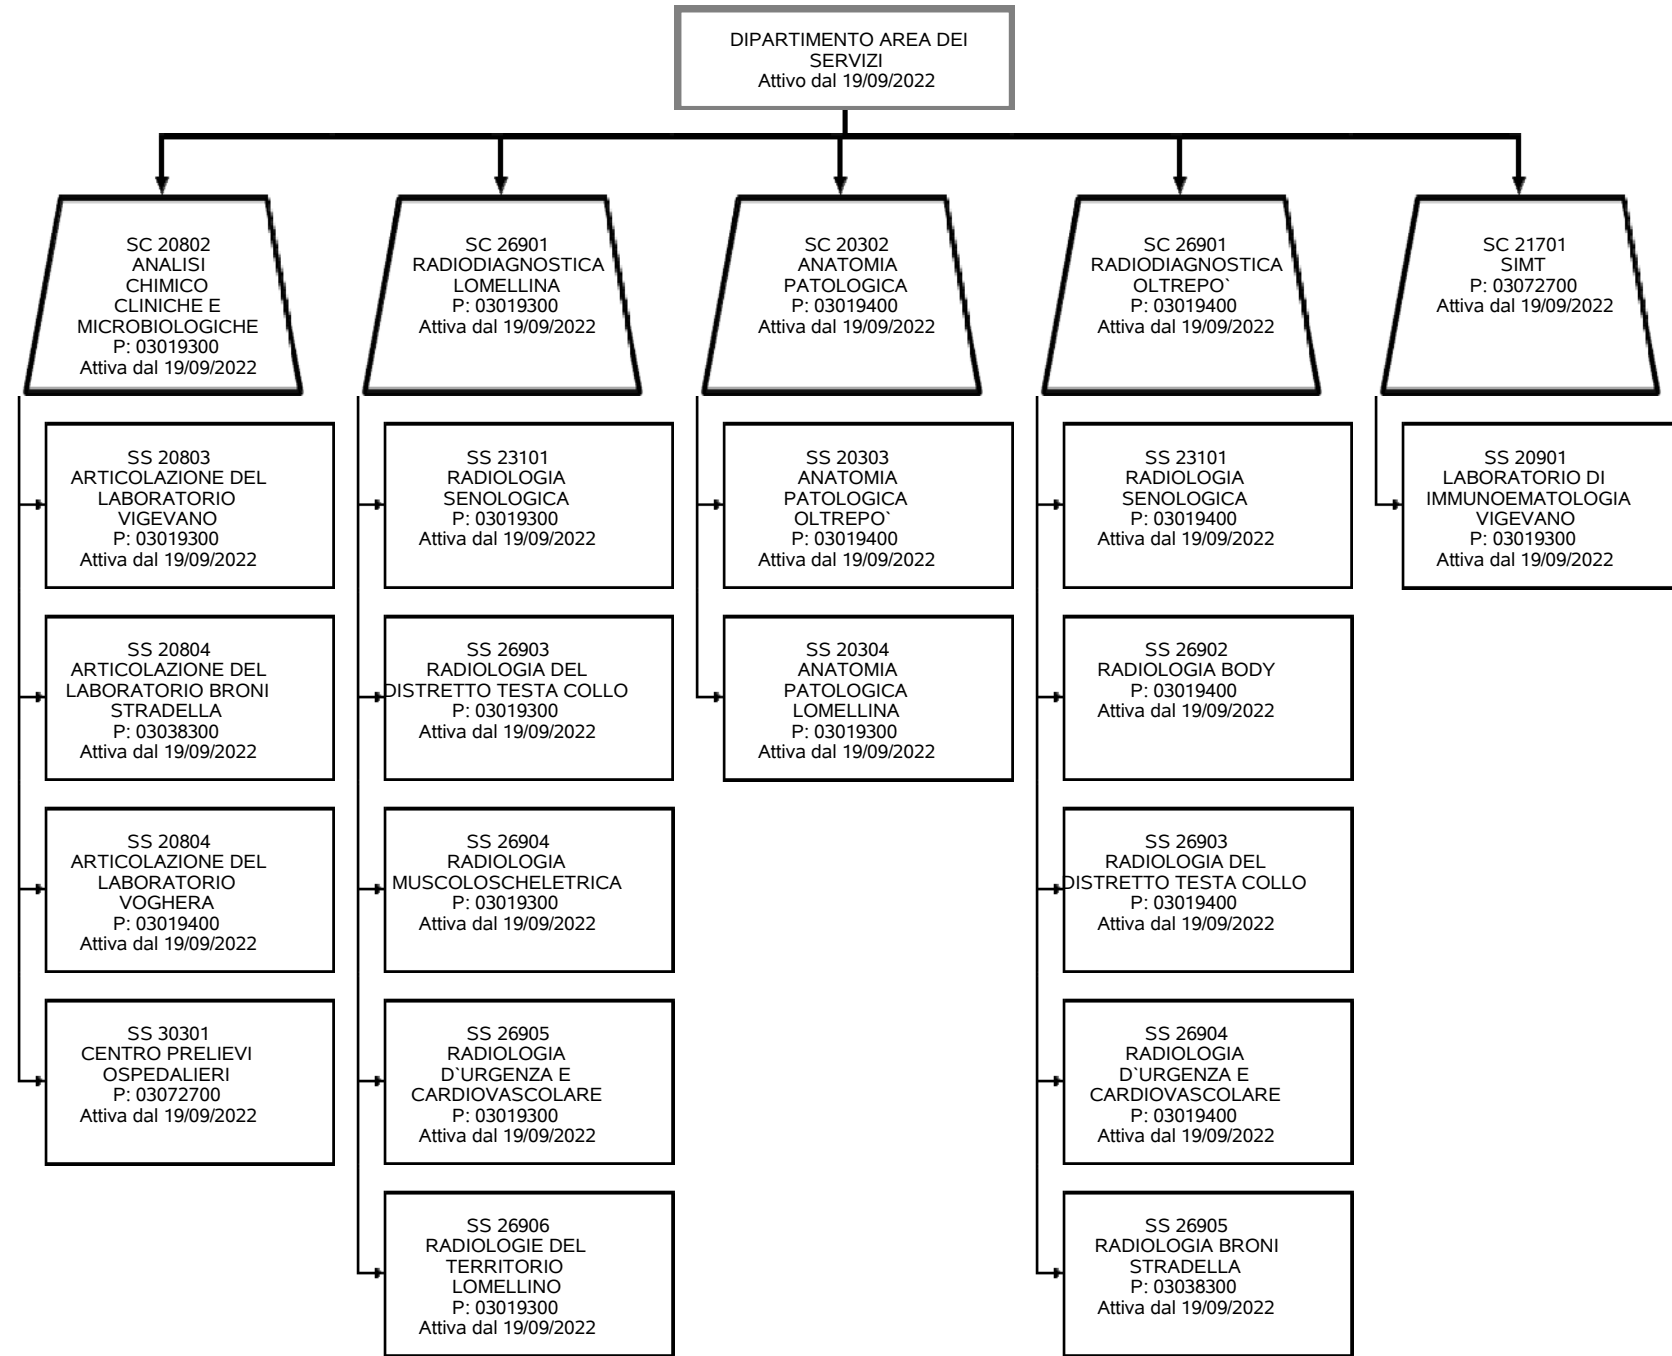 DIPARTIMENTO AREA DEI
SERVIZI
Attivo dal 19/09/2022
SC 20802
ANALISI
CHIMICO
CLINICHE E
MICROBIOLOGICHE
P: 03019300
Attiva dal 19/09/2022
SC 26901
RADIODIAGNOSTICA
LOMELLINA
P: 03019300
Attiva dal 19/09/2022
SC 20302
ANATOMIA
PATOLOGICA
P: 03019400
Attiva dal 19/09/2022
SC 26901
RADIODIAGNOSTICA
OLTREPO`
P: 03019400
Attiva dal 19/09/2022
SC 21701
SIMT
P: 03072700
Attiva dal 19/09/2022
SS 20803
ARTICOLAZIONE DEL
LABORATORIO
VIGEVANO
P: 03019300
Attiva dal 19/09/2022
SS 20804
ARTICOLAZIONE DEL
LABORATORIO BRONI
STRADELLA
P: 03038300
Attiva dal 19/09/2022
SS 20804
ARTICOLAZIONE DEL
LABORATORIO
VOGHERA
P: 03019400
Attiva dal 19/09/2022
SS 30301
CENTRO PRELIEVI
OSPEDALIERI
P: 03072700
Attiva dal 19/09/2022
SS 23101
RADIOLOGIA
SENOLOGICA
P: 03019300
Attiva dal 19/09/2022
SS 26903
RADIOLOGIA DEL
DISTRETTO TESTA COLLO
P: 03019300
Attiva dal 19/09/2022
SS 26904
RADIOLOGIA
MUSCOLOSCHELETRICA
P: 03019300
Attiva dal 19/09/2022
SS 26905
RADIOLOGIA
D`URGENZA E
CARDIOVASCOLARE
P: 03019300
Attiva dal 19/09/2022
SS 26906
RADIOLOGIE DEL
TERRITORIO
LOMELLINO
P: 03019300
Attiva dal 19/09/2022
SS 20303
ANATOMIA
PATOLOGICA
OLTREPO`
P: 03019400
Attiva dal 19/09/2022
SS 20304
ANATOMIA
PATOLOGICA
LOMELLINA
P: 03019300
Attiva dal 19/09/2022
SS 23101
RADIOLOGIA
SENOLOGICA
P: 03019400
Attiva dal 19/09/2022
SS 26902
RADIOLOGIA BODY
P: 03019400
Attiva dal 19/09/2022
SS 26903
RADIOLOGIA DEL
DISTRETTO TESTA COLLO
P: 03019400
Attiva dal 19/09/2022
SS 26904
RADIOLOGIA
D`URGENZA E
CARDIOVASCOLARE
P: 03019400
Attiva dal 19/09/2022
SS 26905
RADIOLOGIA BRONI
STRADELLA
P: 03038300
Attiva dal 19/09/2022
SS 20901
LABORATORIO DI
IMMUNOEMATOLOGIA
VIGEVANO
P: 03019300
Attiva dal 19/09/2022